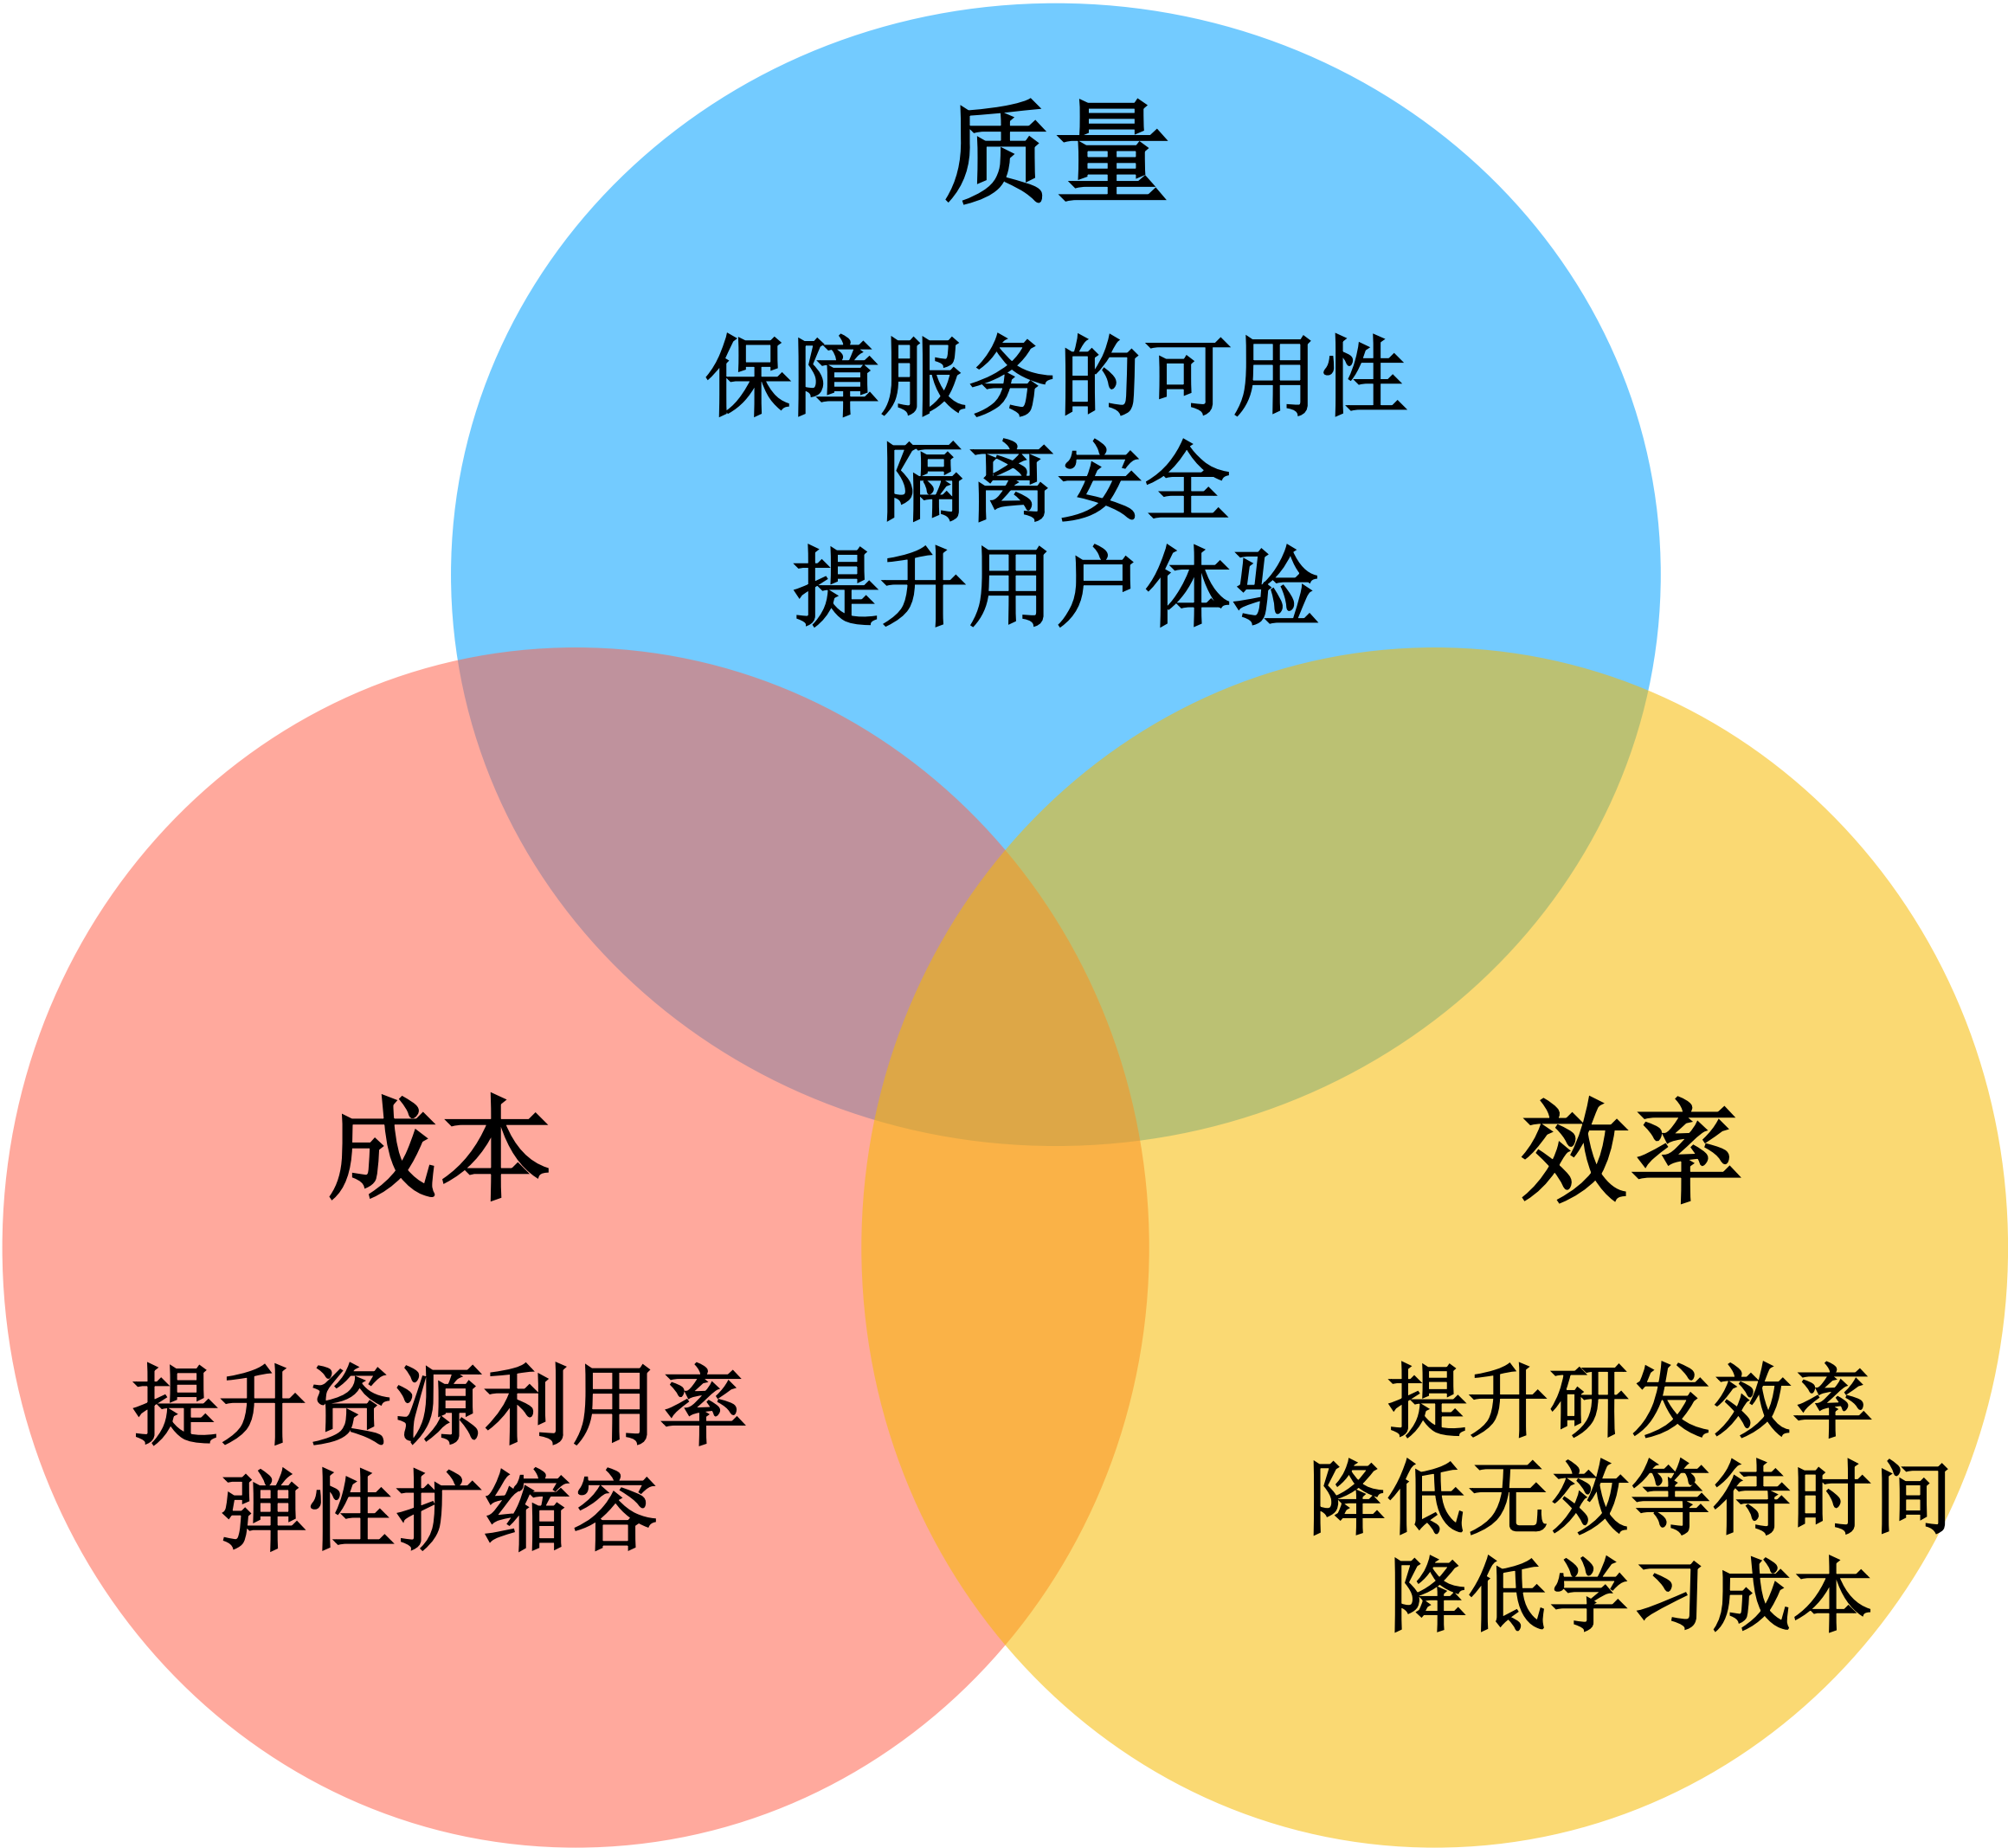 质量
保障服务的可用性
隔离安全
提升用户体验
成本
提升资源利用率
弹性扩缩容
效率
提升研发效率
降低无效等待时间
降低学习成本